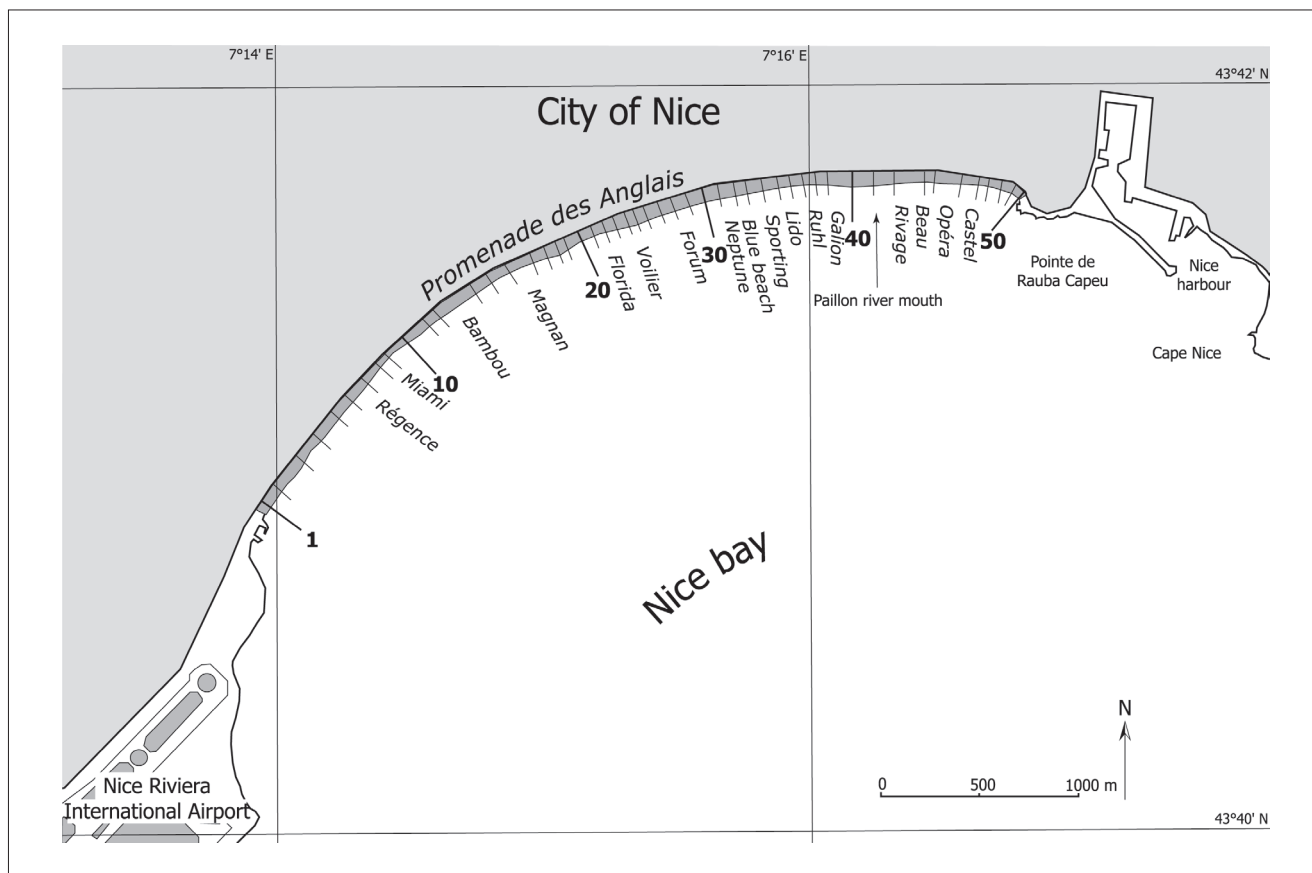 7°14' E
7°16' E
43°42' N
City of Nice
Promenade des Anglais
1
Régence
Miami
10
Bambou
Magnan
20
Florida
Voilier
Forum
30
Neptune
Blue beach
Sporting
Lido
Ruhl
Galion
40
Paillon river mouth
Rivage
Beau
Opéra
Castel
50
Pointe de
Rauba Capeu
Nice
harbour
Cape Nice
Nice bay
Nice Riviera
International Airport
N
0 500 1000 m
43°40' N